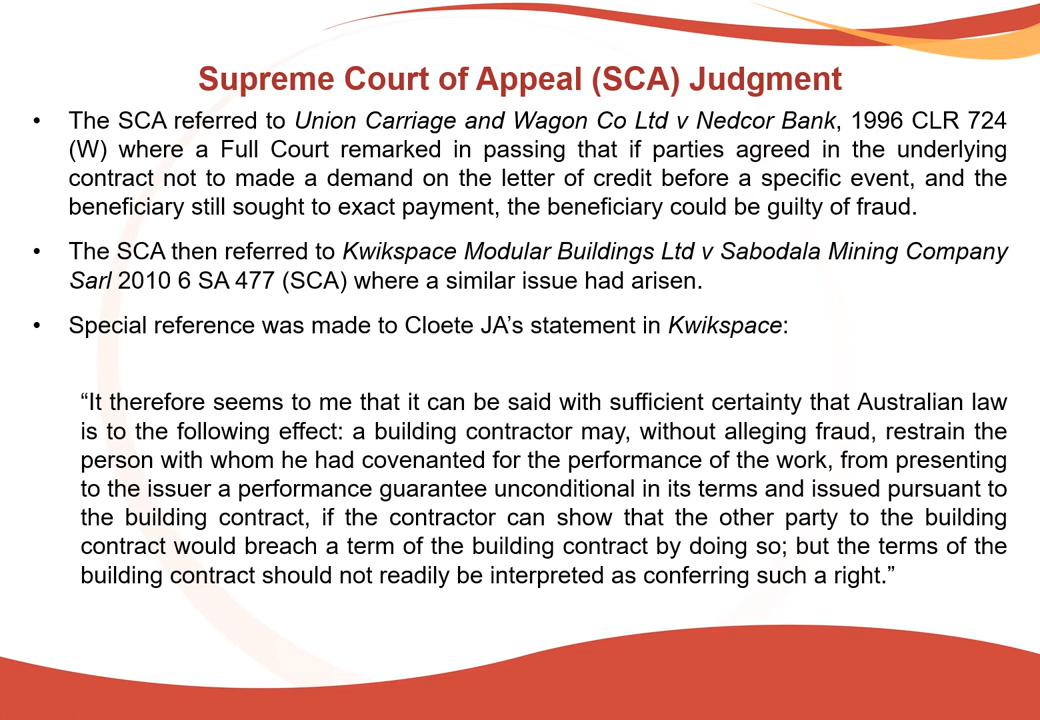 Supreme Court of Appeal (SCA) Judgment
• The SCA referred to Union Carriage and Wagon Co Ltd v Nedcor Bank, 1996 CLR 724
(W) where a Full Court remarked in passing that if parties agreed in the underlying
contract not to made a demand on the letter of credit before a specific event, and the
beneficiary still sought to exact payment, the beneficiary could be guilty of fraud.
• The SCA then referred to Kwikspace Modular Buildings Ltd v Sabodala Mining Company
Sarl 2010 6 SA 477 (SCA) where a similar issue had arisen.
• Special reference was made to Cloete JA’s statement in Kwikspace:
“It therefore seems to me that it can be said with sufficient certainty that Australian law
is to the following effect: a building contractor may, without alleging fraud, restrain the
person with whom he had covenanted for the performance of the work, from presenting
to the issuer a performance guarantee unconditional in its terms and issued pursuant to
the building contract, if the contractor can show that the other party to the building
contract would breach a term of the building contract by doing so; but the terms of the
building contract should not readily be interpreted as conferring such a right.”